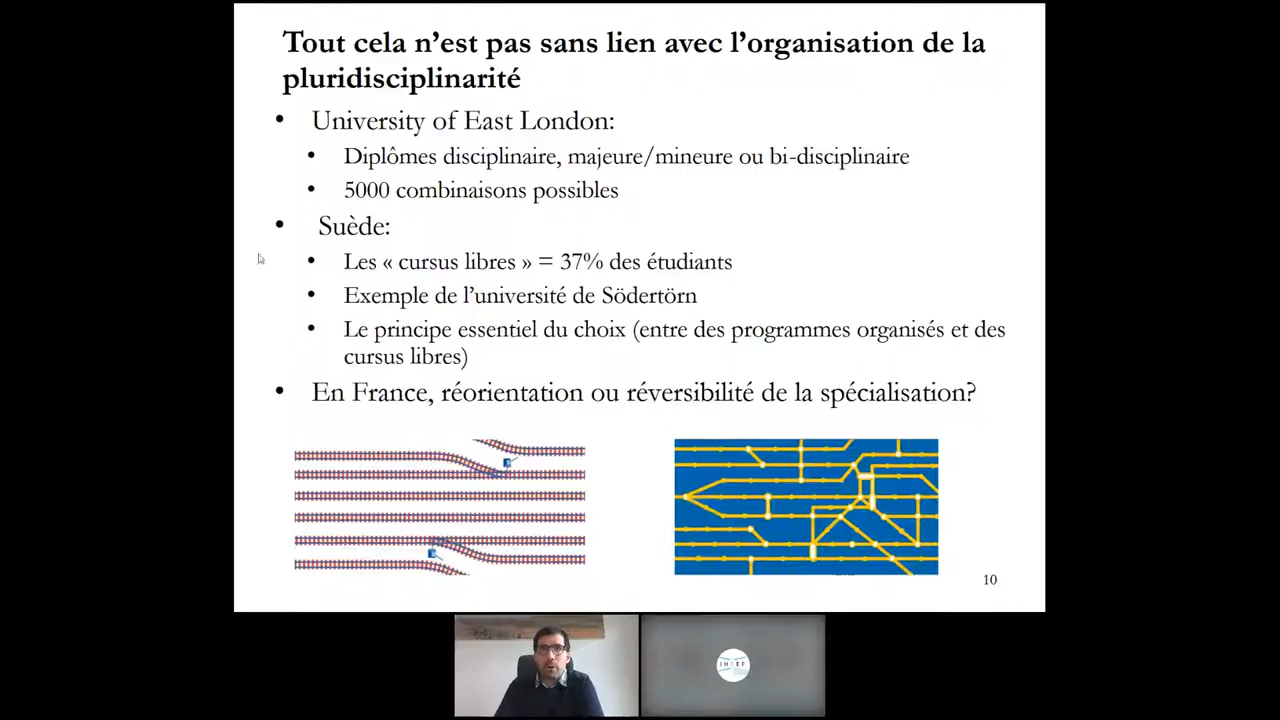 Tout cela n’est pas sans lien avec l’organisation de la
pluridisciplinarité
• University of East London:
• Diplômes disciplinaire, majeure/mineure ou bi-disciplinaire
• 5000 combinaisons possibles
• Suède:
• Les « cursus libres » = 37% des étudiants
• Exemple de l’université de Södertörn
• Le principe essentiel du choix (entre des programmes organisés et des
cursus libres)
• En France, réorientation ou réversibilité de la spécialisation?
10
IH2EF